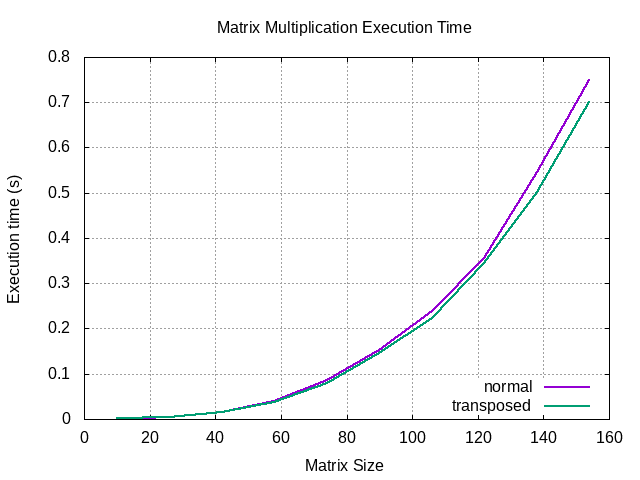 Matrix Multiplication Execution Time
0.8
0.7
0.6
0.5
0.4
0.3
0.2
0.1
0
Execution time (s)
normal
transposed
0 20 40 60 80 100 120 140 160
Matrix Size